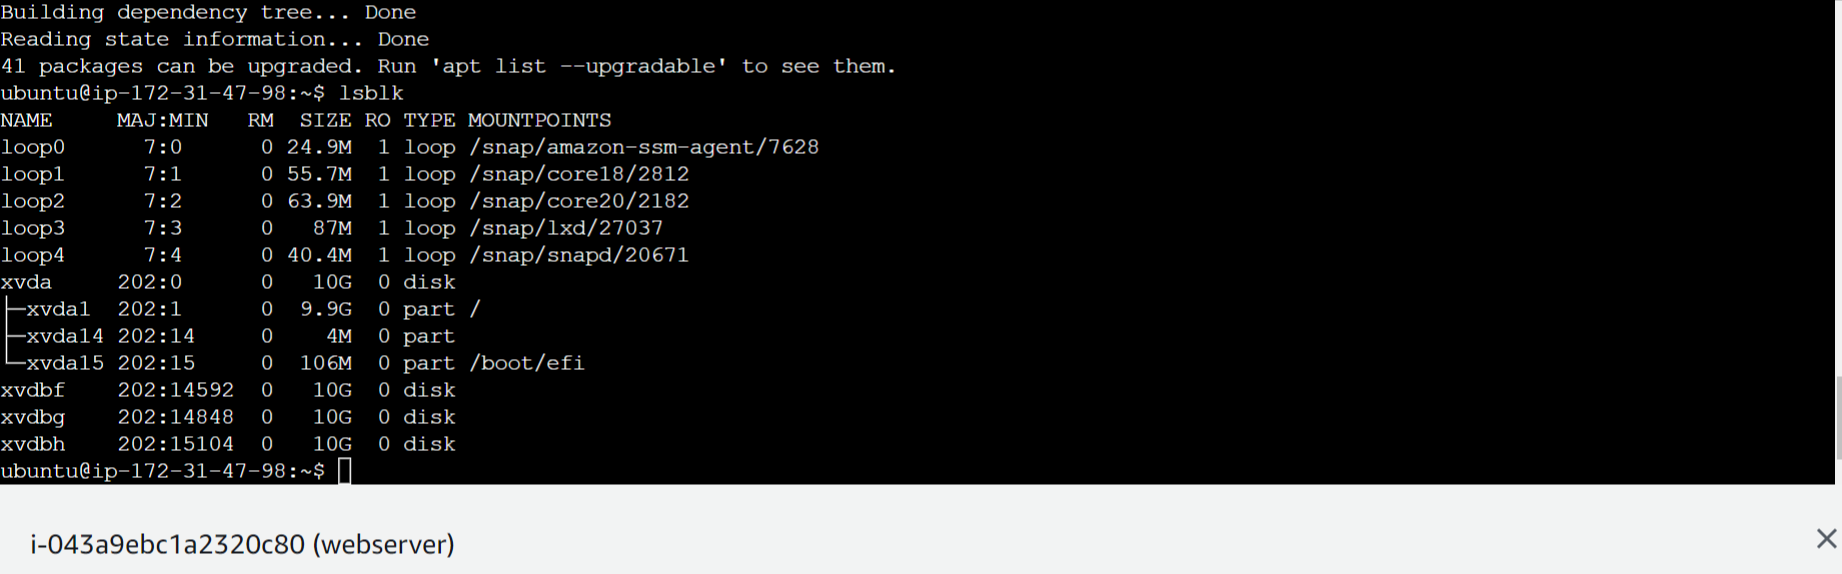 Building dependency tree... Done
Reading state information... Done
41 packages can be upgraded. Run 'apt list --upgradable' to see them.
ubuntu@ip-172-31-47-98:~$ lsblk
NAME     MAJ:MIN   RM  SIZE RO TYPE MOUNTPOINTS
loop0      7:0      0 24.9M  1 loop /snap/amazon-ssm-agent/7628
loop1      7:1      0 55.7M  1 loop /snap/core18/2812
loop2      7:2      0 63.9M  1 loop /snap/core20/2182
loop3      7:3      0   87M  1 loop /snap/lxd/27037
loop4      7:4      0 40.4M  1 loop /snap/snapd/20671
xvda     202:0      0   10G  0 disk
├─xvda1  202:1      0  9.9G  0 part /
├─xvda14 202:14     0    4M  0 part
└─xvda15 202:15     0  106M  0 part /boot/efi
xvdbf    202:14592  0   10G  0 disk
xvdbg    202:14848  0   10G  0 disk
xvdbh    202:15104  0   10G  0 disk
ubuntu@ip-172-31-47-98:~$
i-043a9ebc1a2320c80 (webserver)